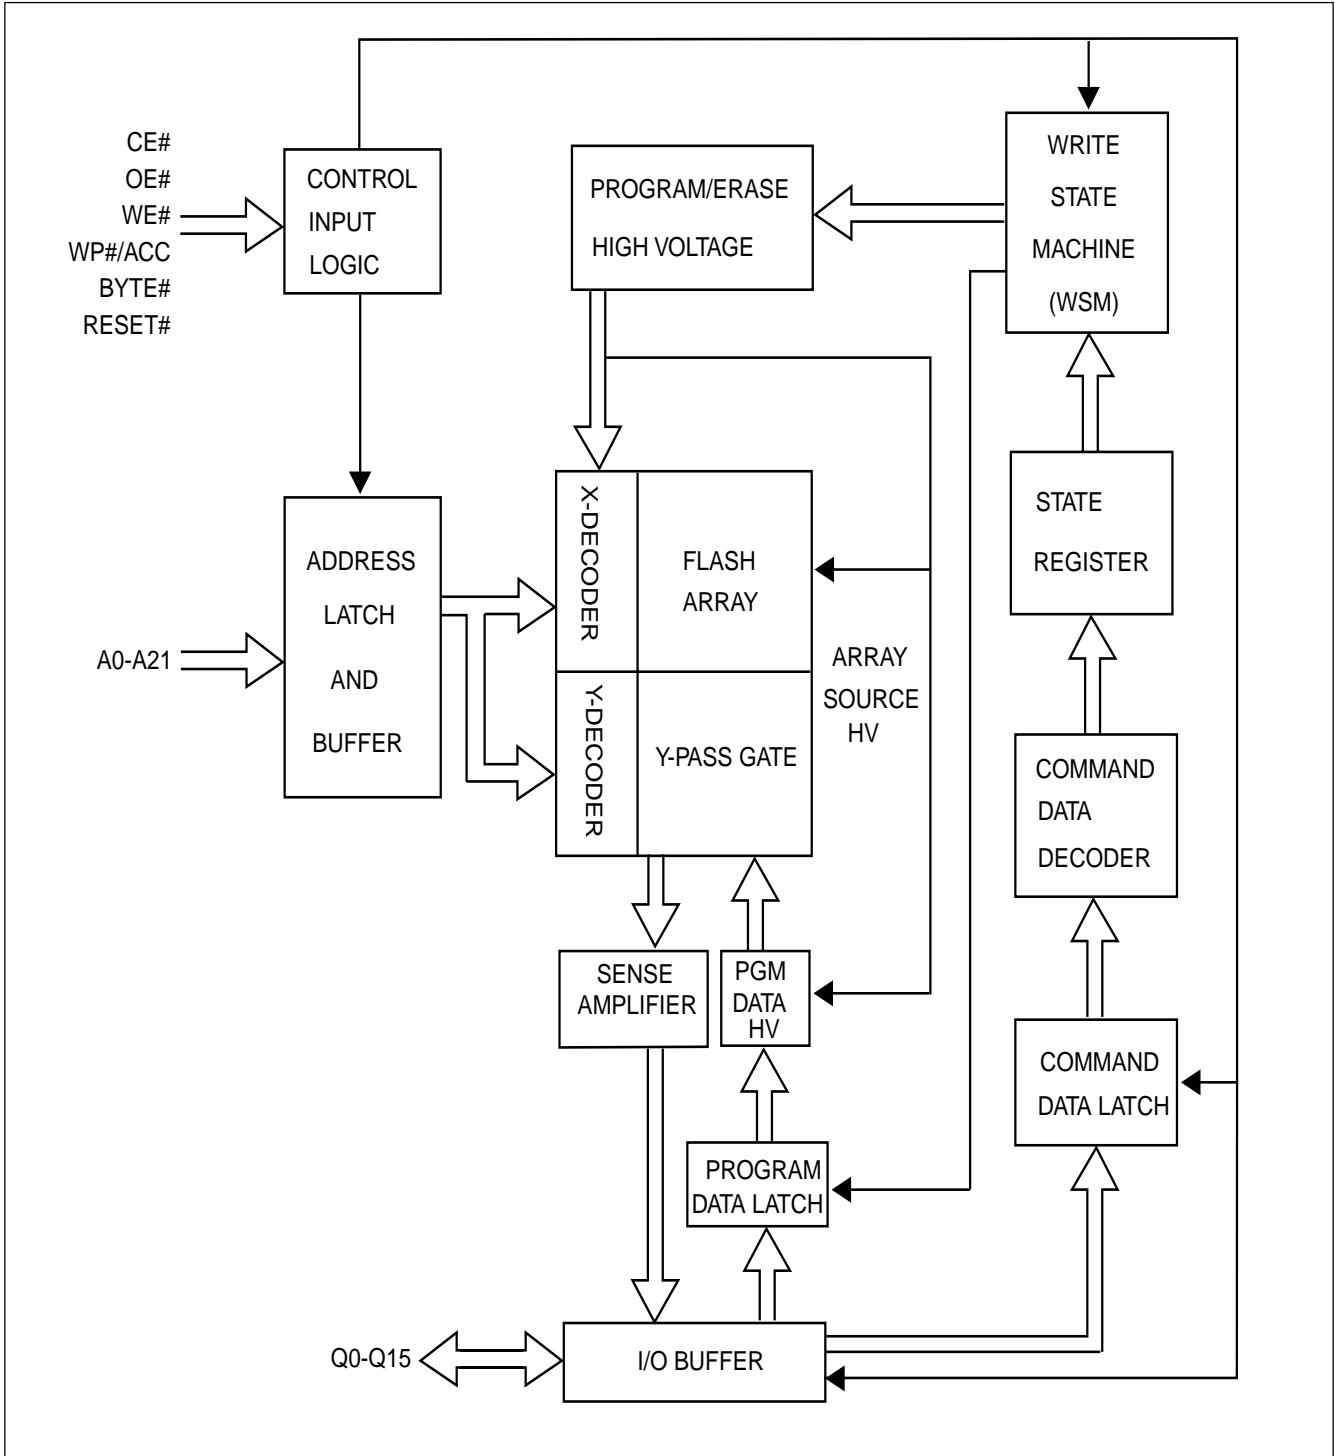 CE#
OE#
WE#
WP#/ACC
BYTE#
RESET#
CONTROL
INPUT
LOGIC
PROGRAM/ERASE
HIGH VOLTAGE
WRITE
STATE
MACHINE
(WSM)
A0-A21
ADDRESS
LATCH
AND
BUFFER
X-DECODER
FLASH
ARRAY
Y-DECODER
Y-PASS GATE
ARRAY
SOURCE
HV
STATE
REGISTER
COMMAND
DATA
DECODER
SENSE
AMPLIFIER
PGM
DATA
HV
COMMAND
DATA LATCH
PROGRAM
DATA LATCH
Q0-Q15
I/O BUFFER